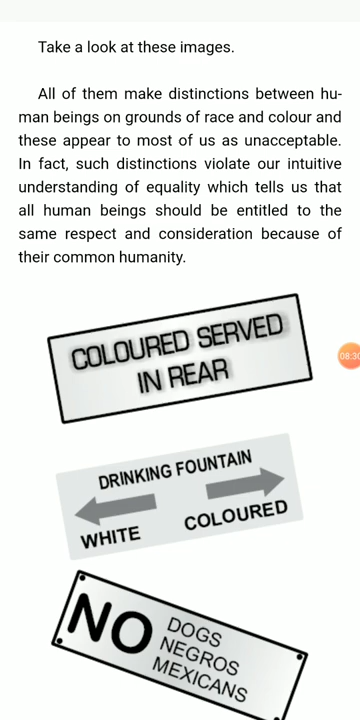 Take a look at these images.
All of them make distinctions between hu-
man beings on grounds of race and colour and
these appear to most of us as unacceptable.
In fact, such distinctions violate our intuitive
understanding of equality which tells us that
all human beings should be entitled to the
same respect and consideration because of
their common humanity.
COLOURED SERVED
IN REAR
08:30
DRINKING FOUNTAIN
WHITE
COLOURED
NO
DOGS
NEGROS
MEXICANS